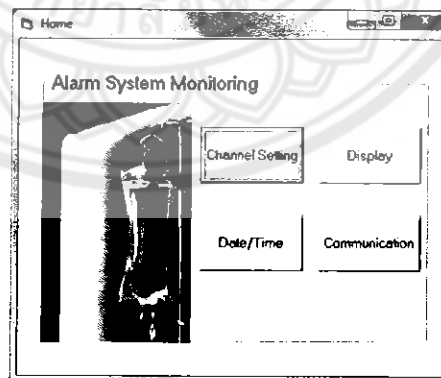 Home
Alarm System Monitoring
Channel Setting
Display
Date/Time
Communication